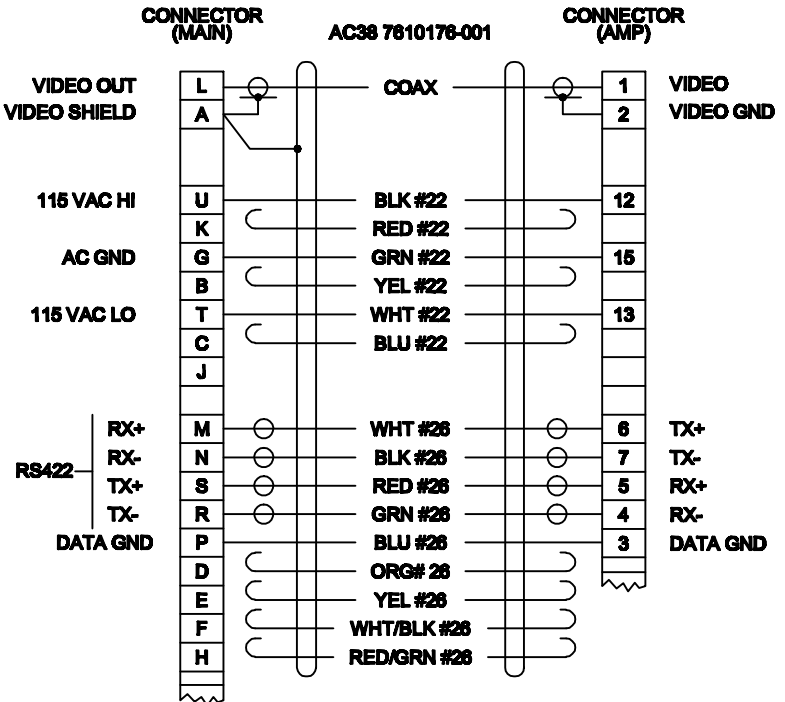 CONNECTOR (MAIN) AC38 7610176-001 CONNECTOR (AMP)
VIDEO OUT L COAX 1 VIDEO
VIDEO SHIELD A 2 VIDEO GND
115 VAC HI U BLK #22 12
K RED #22
AC GND G GRN #22 15
B YEL #22
115 VAC LO T WHT #22 13
C BLU #22
J
RX+ M WHT #26 6 TX+
RX- N BLK #26 7 TX-
RS422
TX+ S RED #26 5 RX+
TX- R GRN #26 4 RX-
DATA GND P BLU #26 3 DATA GND
D ORG# 26
E YEL #26
F WHT/BLK #26
H RED/GRN #26